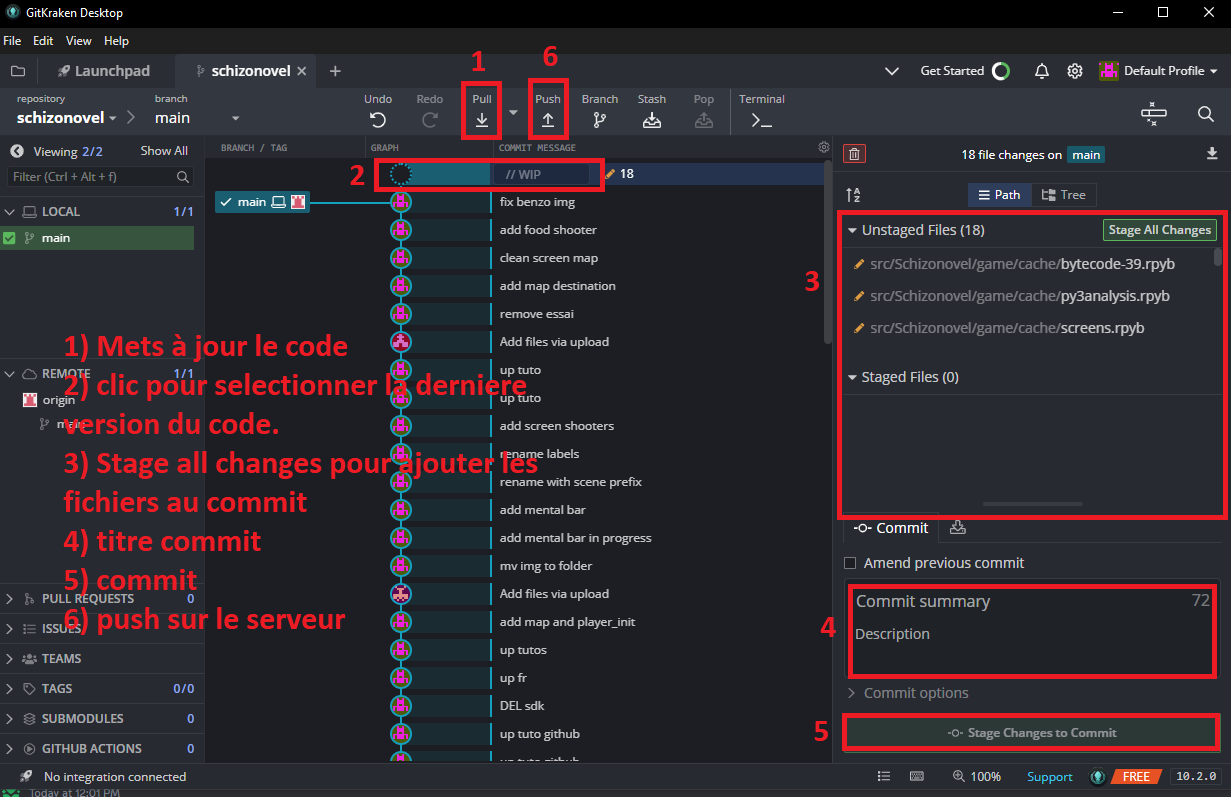 GitKraken Desktop
File Edit View Help
Launchpad
schizonovel
Get Started
Default Profile
repository
schizonovel
branch
main
Undo
Redo
1
Pull
6
Push
Branch
Stash
Pop
Terminal
Viewing 2/2
Show All
Filter (Ctrl + Alt + f)
LOCAL 1/1
main
REMOTE 1/1
origin
main
PULL REQUESTS 0
ISSUES
TEAMS
TAGS 0/0
SUBMODULES 0
GITHUB ACTIONS 0
BRANCH / TAG
GRAPH
COMMIT MESSAGE
2
// WIP
18
main
fix benzo img
add food shooter
clean screen map
add map destination
remove essai
Add files via upload
up tuto
up tuto
add screen shooters
rename labels
rename with scene prefix
add mental bar
add mental bar in progress
mv img to folder
Add files via upload
add map and player_init
up tutos
up fr
DEL sdk
up tuto github
up tuto github
1) Mets à jour le code
2) clic pour selectionner la derniere
version du code.
3) Stage all changes pour ajouter les
fichiers au commit
4) titre commit
5) commit
6) push sur le serveur
18 file changes on main
Path
Tree
3
Unstaged Files (18)
Stage All Changes
src/Schizonovel/game/cache/bytecode-39.rpyb
src/Schizonovel/game/cache/py3analysis.rpyb
src/Schizonovel/game/cache/screens.rpyb
Staged Files (0)
Commit
Amend previous commit
4
Commit summary 72
Description
Commit options
5
Stage Changes to Commit
No integration connected
100%
Support
FREE
10.2.0
Today at 12:01 PM